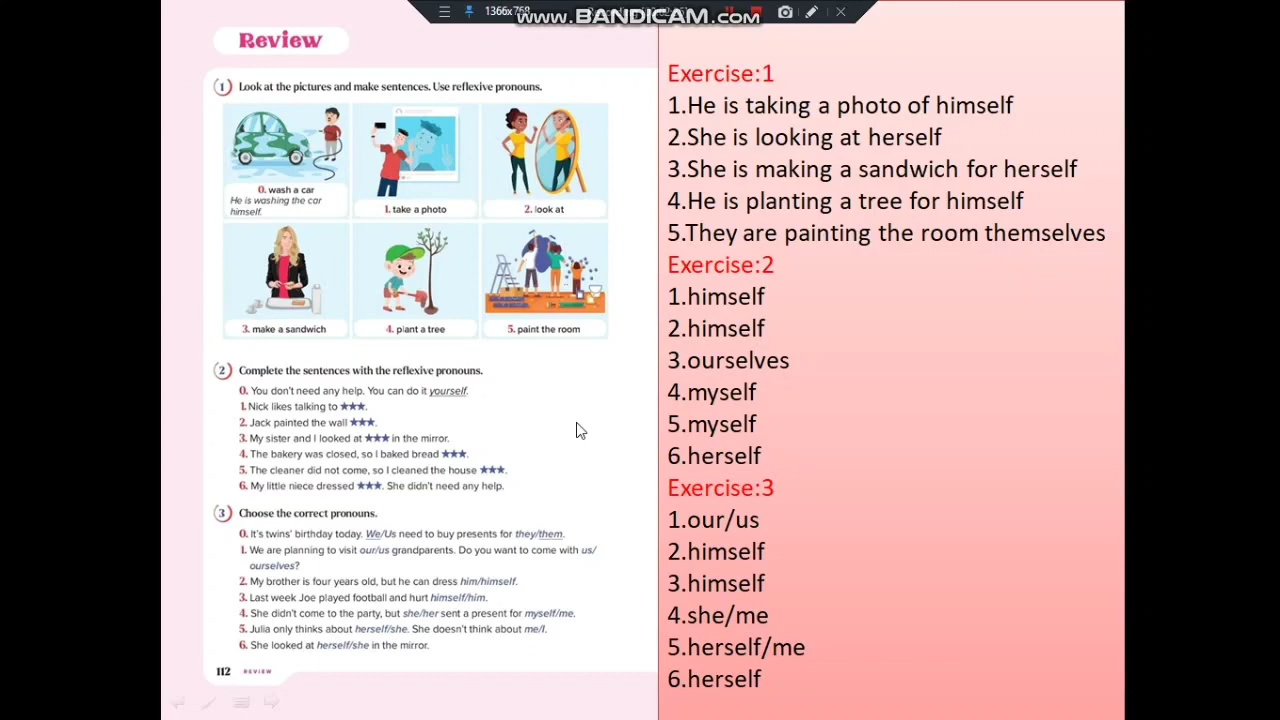 1366x768
www.BANDICAM.com
Review
1 Look at the pictures and make sentences. Use reflexive pronouns.
0. wash a car
He is washing the car
himself.
1. take a photo
2. look at
3. make a sandwich
4. plant a tree
5. paint the room
2 Complete the sentences with the reflexive pronouns.
0. You don't need any help. You can do it yourself.
1. Nick likes talking to ★★★.
2. Jack painted the wall ★★★.
3. My sister and I looked at ★★★ in the mirror.
4. The bakery was closed, so I baked bread ★★★.
5. The cleaner did not come, so I cleaned the house ★★★.
6. My little niece dressed ★★★. She didn't need any help.
3 Choose the correct pronouns.
0. It's twins' birthday today. We/Us need to buy presents for they/them.
1. We are planning to visit our/us grandparents. Do you want to come with us/
ourselves?
2. My brother is four years old, but he can dress him/himself.
3. Last week Joe played football and hurt himself/him.
4. She didn't come to the party, but she/her sent a present for myself/me.
5. Julia only thinks about herself/she. She doesn't think about me/I.
6. She looked at herself/she in the mirror.
112 REVIEW
Exercise:1
1.He is taking a photo of himself
2.She is looking at herself
3.She is making a sandwich for herself
4.He is planting a tree for himself
5.They are painting the room themselves
Exercise:2
1.himself
2.himself
3.ourselves
4.myself
5.myself
6.herself
Exercise:3
1.our/us
2.himself
3.himself
4.she/me
5.herself/me
6.herself